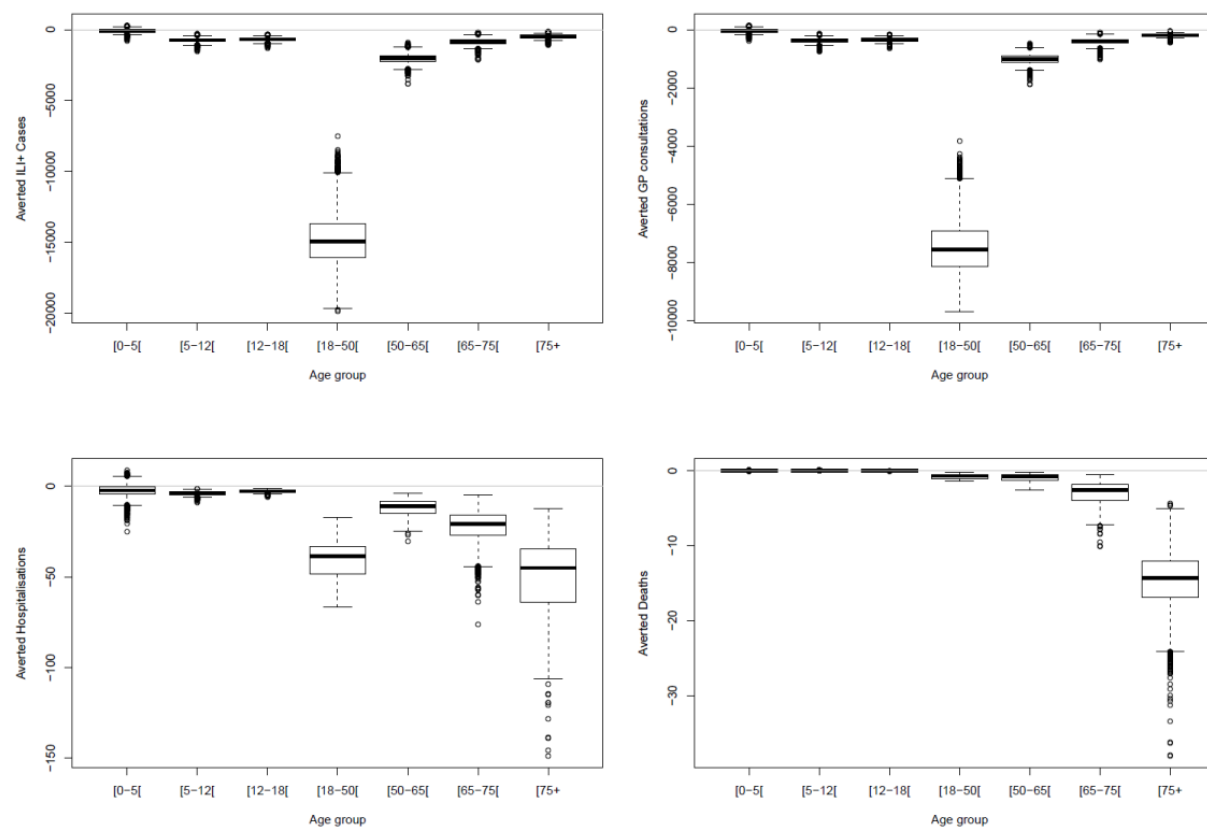 Averted ILI+ Cases
0
−5000
−10000
−15000
−20000
[0−5[ [5−12[ [12−18[ [18−50[ [50−65[ [65−75[ [75+
Age group
Averted GP consultations
0
−2000
−4000
−6000
−8000
−10000
[0−5[ [5−12[ [12−18[ [18−50[ [50−65[ [65−75[ [75+
Age group
Averted Hospitalisations
0
−50
−100
−150
[0−5[ [5−12[ [12−18[ [18−50[ [50−65[ [65−75[ [75+
Age group
Averted Deaths
0
−10
−20
−30
[0−5[ [5−12[ [12−18[ [18−50[ [50−65[ [65−75[ [75+
Age group